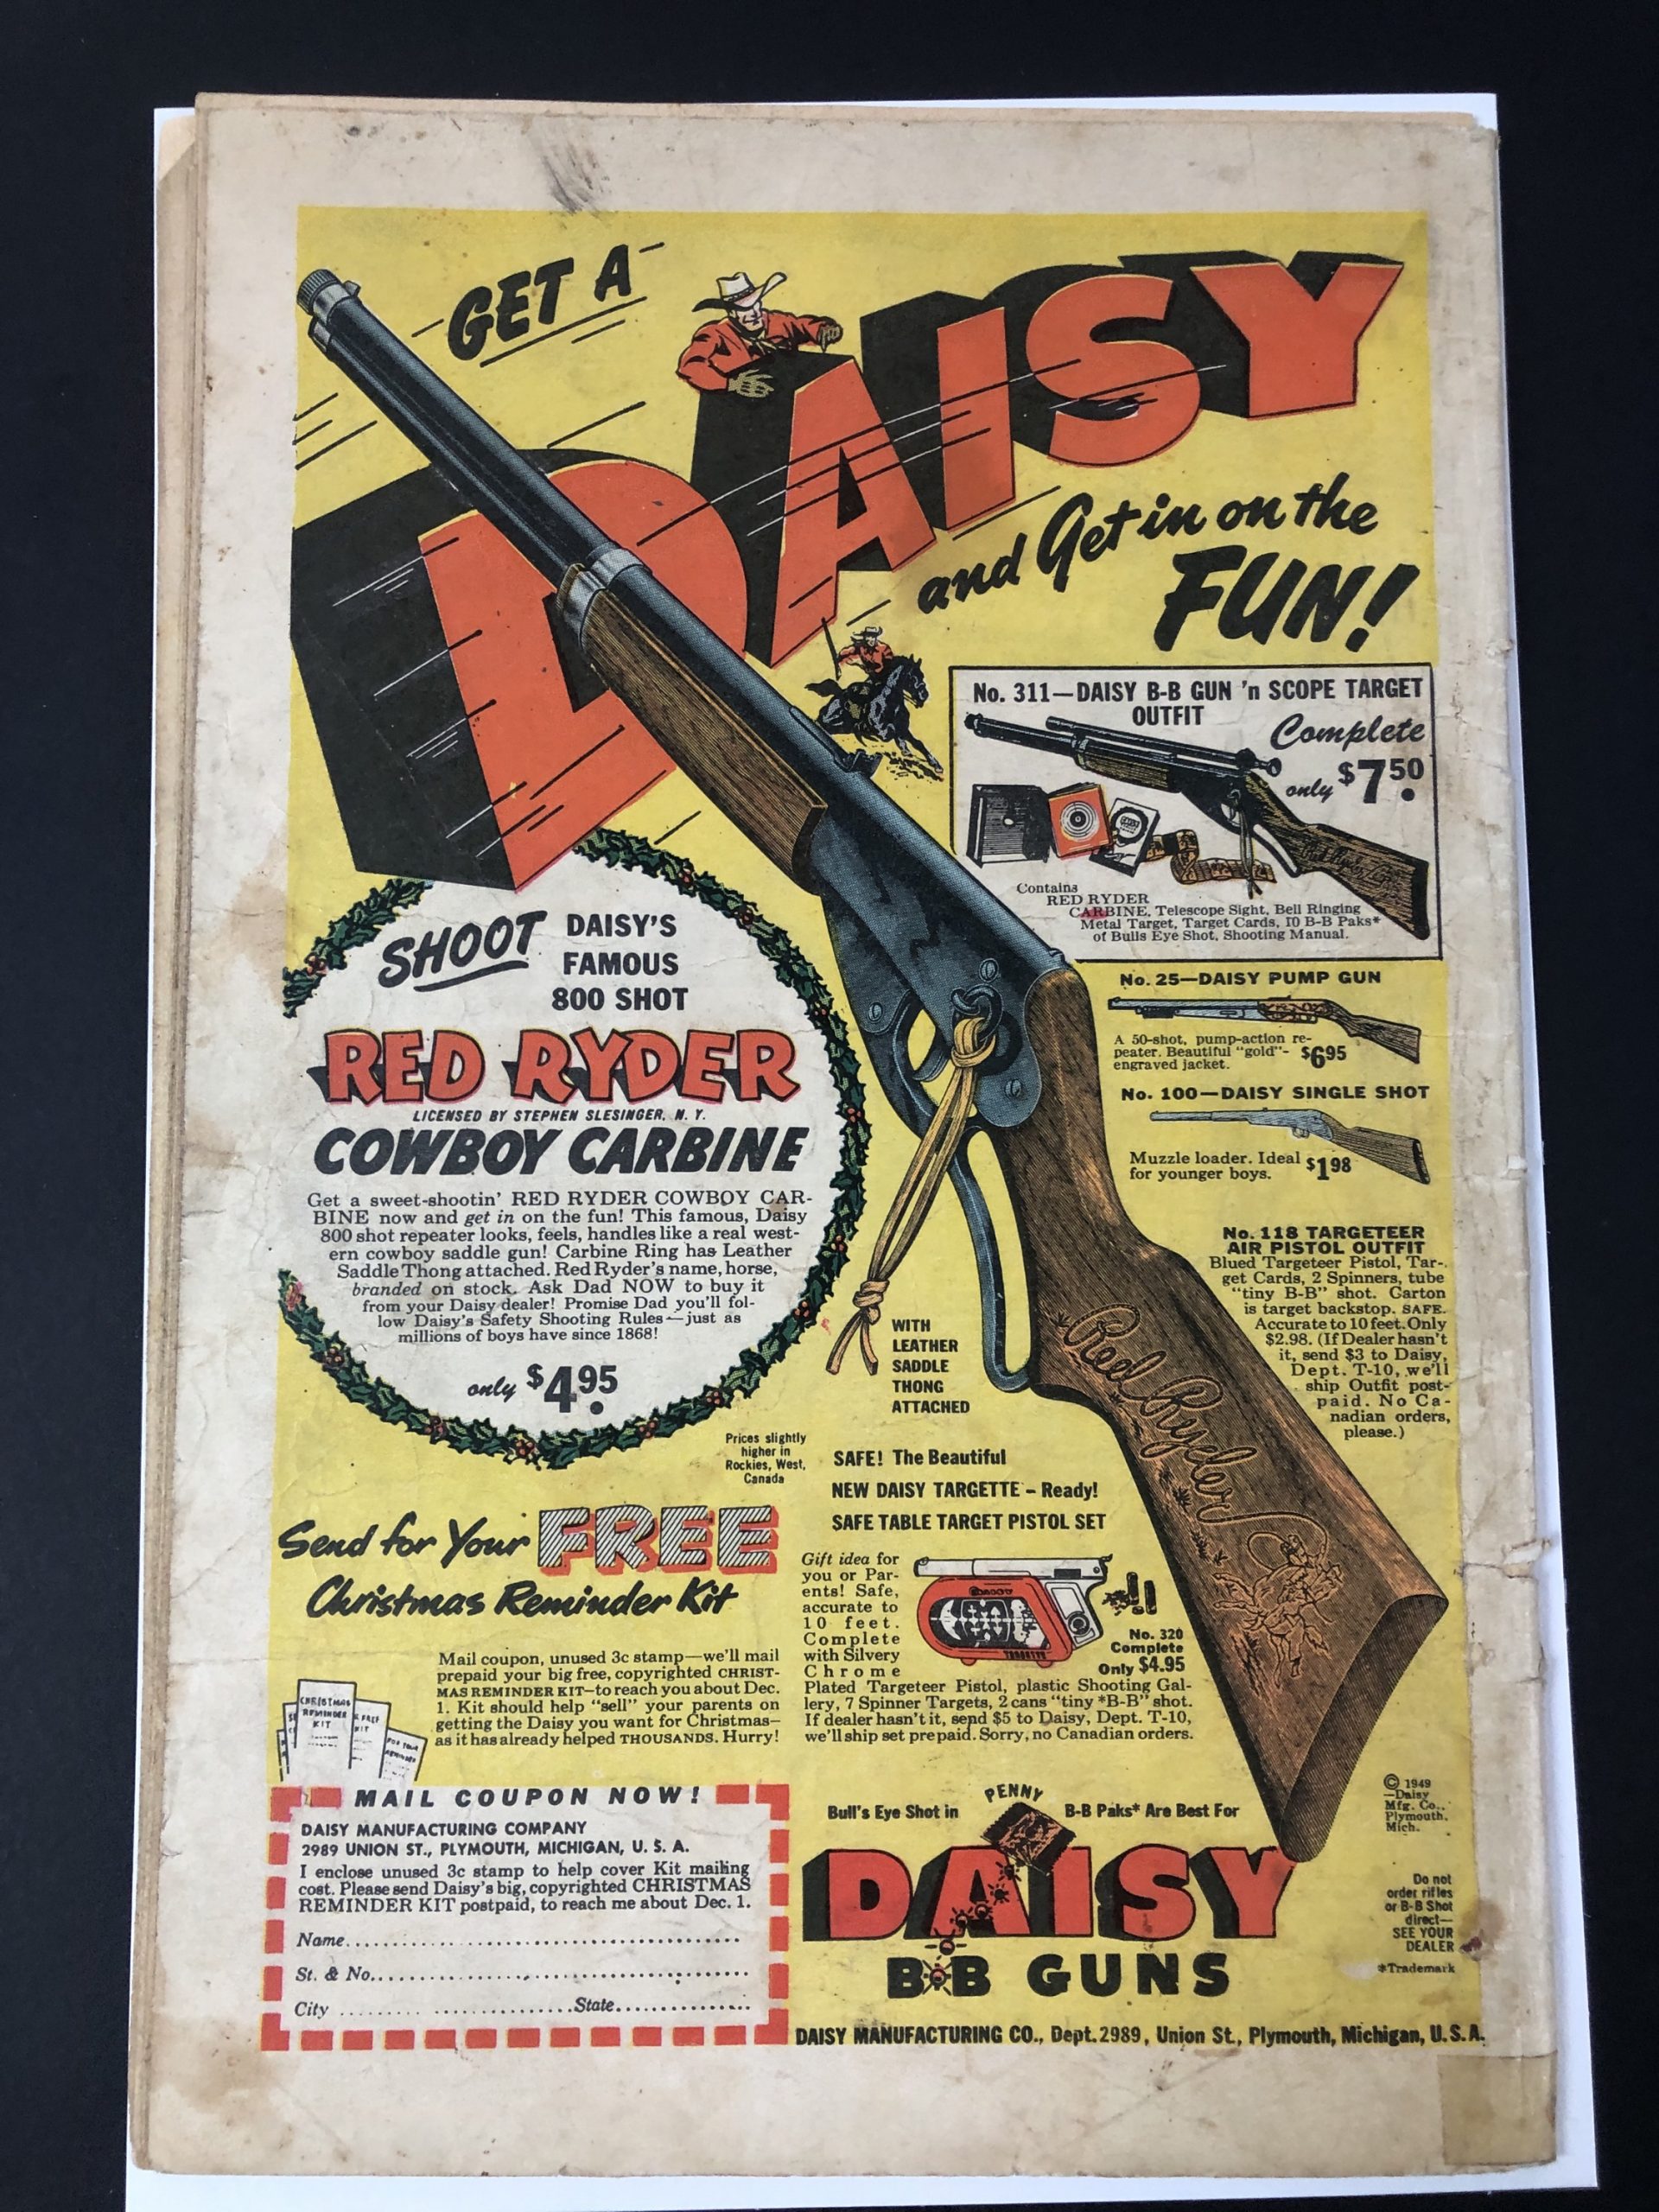 GET A
DAISY
and Get in on the
FUN!
No. 311—DAISY B-B GUN 'n SCOPE TARGET
OUTFIT
Complete
only $7.50
Contains
RED RYDER
CARBINE, Telescope Sight, Bell Ringing
Metal Target, Target Cards, 10 B-B Paks*
of Bulls Eye Shot, Shooting Manual.
No. 25—DAISY PUMP GUN
A 50-shot, pump-action re-
peater. Beautiful "gold"-
engraved jacket.
$695
No. 100—DAISY SINGLE SHOT
Muzzle loader. Ideal
for younger boys.
$198
No. 118 TARGETEER
AIR PISTOL OUTFIT
Blued Targeteer Pistol, Tar-
get Cards, 2 Spinners, tube
"tiny B-B" shot. Carton
is target backstop. SAFE.
Accurate to 10 feet. Only
$2.98. (If Dealer hasn't
it, send $3 to Daisy,
Dept. T-10, we'll
ship Outfit post-
paid. No Ca-
nadian orders,
please.)
SHOOT
DAISY'S
FAMOUS
800 SHOT
RED RYDER
LICENSED BY STEPHEN SLESINGER, N. Y.
COWBOY CARBINE
Get a sweet-shootin' RED RYDER COWBOY CAR-
BINE now and get in on the fun! This famous, Daisy
800 shot repeater looks, feels, handles like a real west-
ern cowboy saddle gun! Carbine Ring has Leather
Saddle Thong attached. Red Ryder's name, horse,
branded on stock. Ask Dad NOW to buy it
from your Daisy dealer! Promise Dad you'll fol-
low Daisy's Safety Shooting Rules—just as
millions of boys have since 1868!
only $4.95
WITH
LEATHER
SADDLE
THONG
ATTACHED
Red Ryder
Prices slightly
higher in
Rockies, West,
Canada
SAFE! The Beautiful
NEW DAISY TARGETTE - Ready!
SAFE TABLE TARGET PISTOL SET
Gift idea for
you or Par-
ents! Safe,
accurate to
10 feet.
Complete
with Silvery
Chrome
Plated Targeteer Pistol, plastic Shooting Gal-
lery, 7 Spinner Targets, 2 cans "tiny *B-B" shot.
If dealer hasn't it, send $5 to Daisy, Dept. T-10,
we'll ship set prepaid. Sorry, no Canadian orders.
No. 320
Complete
Only $4.95
Send for Your FREE
Christmas Reminder Kit
Mail coupon, unused 3c stamp—we'll mail
prepaid your big free, copyrighted CHRIST-
MAS REMINDER KIT—to reach you about Dec.
1. Kit should help "sell" your parents on
getting the Daisy you want for Christmas—
as it has already helped THOUSANDS. Hurry!
CHRISTMAS
REMINDER
KIT
MAIL COUPON NOW!
DAISY MANUFACTURING COMPANY
2989 UNION ST., PLYMOUTH, MICHIGAN, U. S. A.
I enclose unused 3c stamp to help cover Kit mailing
cost. Please send Daisy's big, copyrighted CHRISTMAS
REMINDER KIT postpaid, to reach me about Dec. 1.
Name
St. & No.
City State
Bull's Eye Shot in PENNY B-B Paks* Are Best For
DAISY
B•B GUNS
© 1949
—Daisy
Mfg. Co.,
Plymouth,
Mich.
Do not
order rifles
or B-B Shot
direct—
SEE YOUR
DEALER
*Trademark
DAISY MANUFACTURING CO., Dept. 2989, Union St., Plymouth, Michigan, U.S.A.